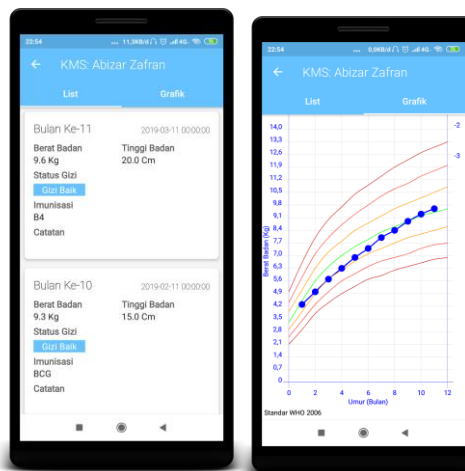 22:54
... 11,3KB/d 4G
KMS: Abizar Zafran
List Grafik
Bulan Ke-11 2019-03-11 00:00:00
Berat Badan Tinggi Badan
9.6 Kg 20.0 Cm
Status Gizi
Gizi Baik
Imunisasi
B4
Catatan
Bulan Ke-10 2019-02-11 00:00:00
Berat Badan Tinggi Badan
9.3 Kg 15.0 Cm
Status Gizi
Gizi Baik
Imunisasi
BCG
Catatan
22:54
... 0,0KB/d 4G
KMS: Abizar Zafran
List Grafik
14,0
13,3
12,6
11,9
11,2
10,5
9,8
9,1
8,4
7,7
7,0
6,3
5,6
4,9
4,2
3,5
2,8
2,1
1,4
0,7
0
Berat Badan (Kg)
-2
-3
0 2 4 6 8 10 12
Umur (Bulan)
Standar WHO 2006